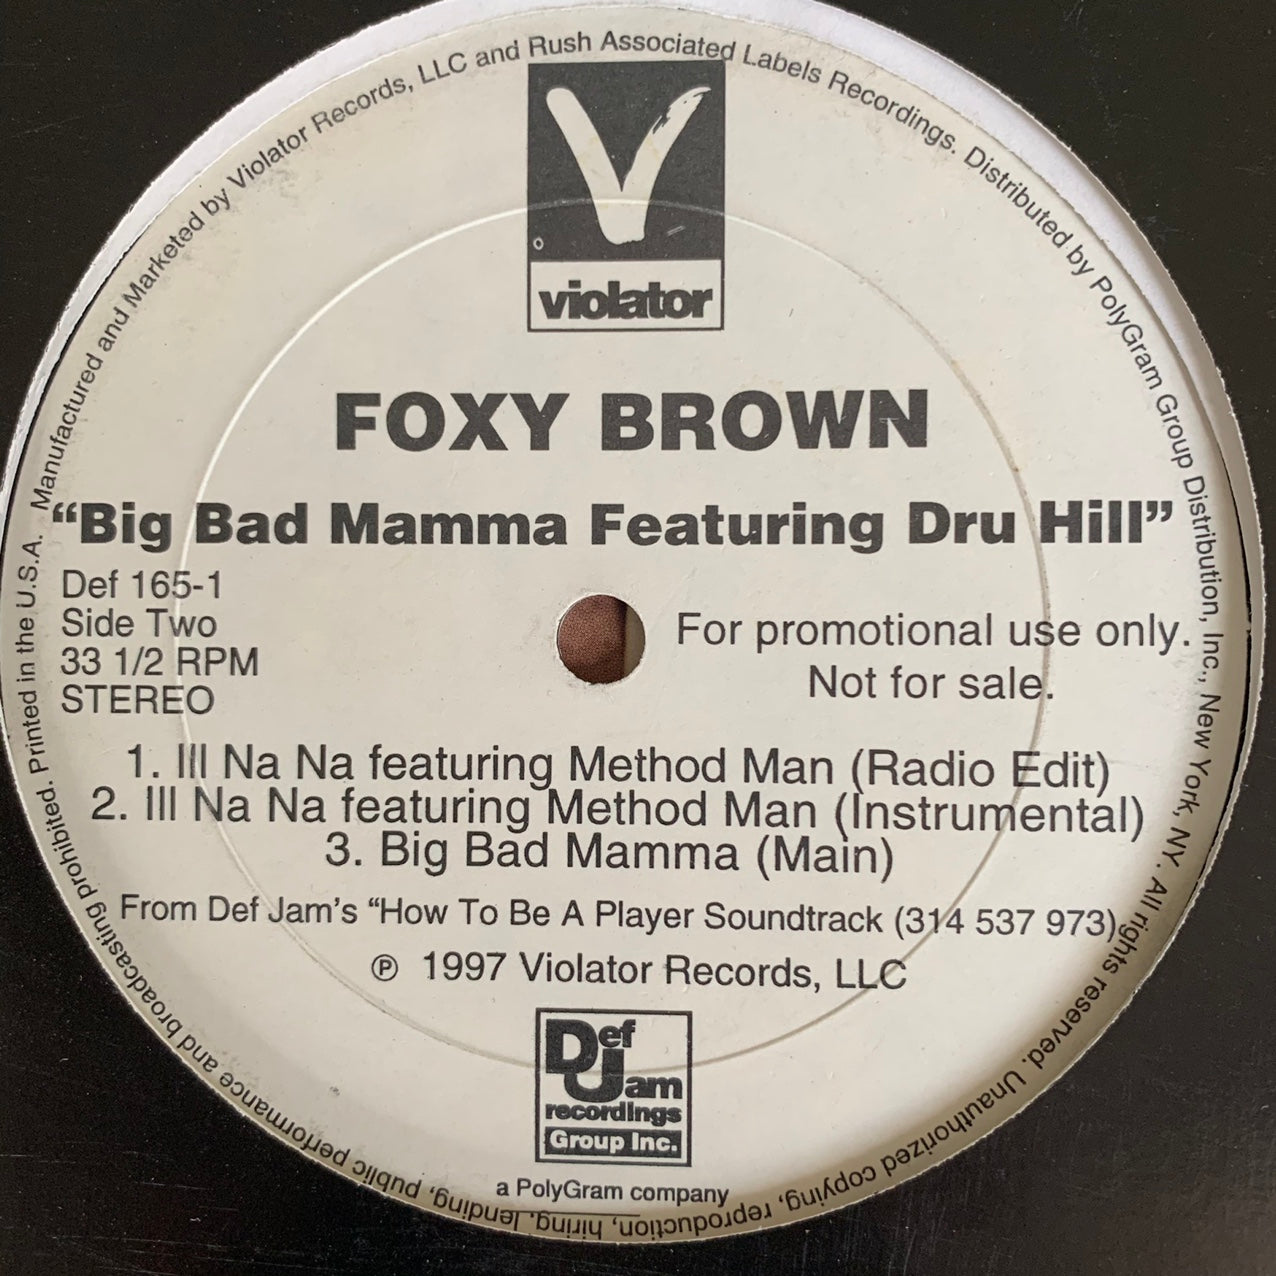 Manufactured and Marketed by Violator Records, LLC and Rush Associated Labels Recordings. Distributed by PolyGram Group Distribution, Inc., New York, NY. All rights reserved. Unauthorized copying, reproduction, hiring, lending, public performance and broadcasting prohibited. Printed in the U.S.A.
V
violator
FOXY BROWN
“Big Bad Mamma Featuring Dru Hill”
Def 165-1
Side Two
33 1/2 RPM
STEREO
For promotional use only.
Not for sale.
1. Ill Na Na featuring Method Man (Radio Edit)
2. Ill Na Na featuring Method Man (Instrumental)
3. Big Bad Mamma (Main)
From Def Jam’s “How To Be A Player Soundtrack (314 537 973)
℗ 1997 Violator Records, LLC
Def
Jam
recordings
Group Inc.
a PolyGram company